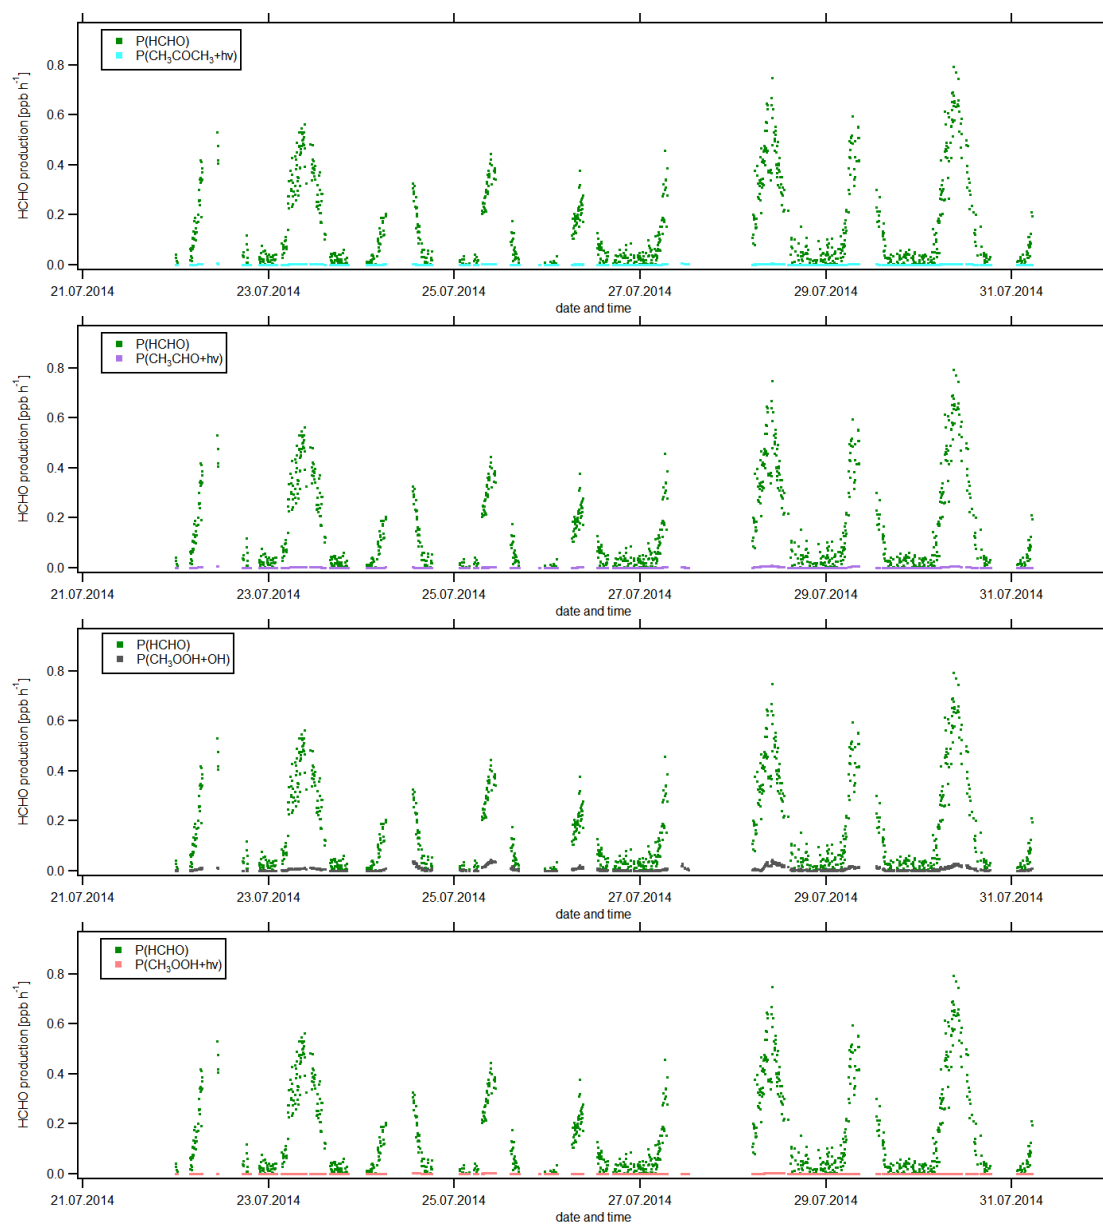 P(HCHO)
P(CH₃COCH₃+hv)
HCHO production [ppb h⁻¹]
0.8
0.6
0.4
0.2
0.0
21.07.2014 23.07.2014 25.07.2014 27.07.2014 29.07.2014 31.07.2014
date and time
P(HCHO)
P(CH₃CHO+hv)
HCHO production [ppb h⁻¹]
0.8
0.6
0.4
0.2
0.0
21.07.2014 23.07.2014 25.07.2014 27.07.2014 29.07.2014 31.07.2014
date and time
P(HCHO)
P(CH₃OOH+OH)
HCHO production [ppb h⁻¹]
0.8
0.6
0.4
0.2
0.0
21.07.2014 23.07.2014 25.07.2014 27.07.2014 29.07.2014 31.07.2014
date and time
P(HCHO)
P(CH₃OOH+hv)
HCHO production [ppb h⁻¹]
0.8
0.6
0.4
0.2
0.0
21.07.2014 23.07.2014 25.07.2014 27.07.2014 29.07.2014 31.07.2014
date and time